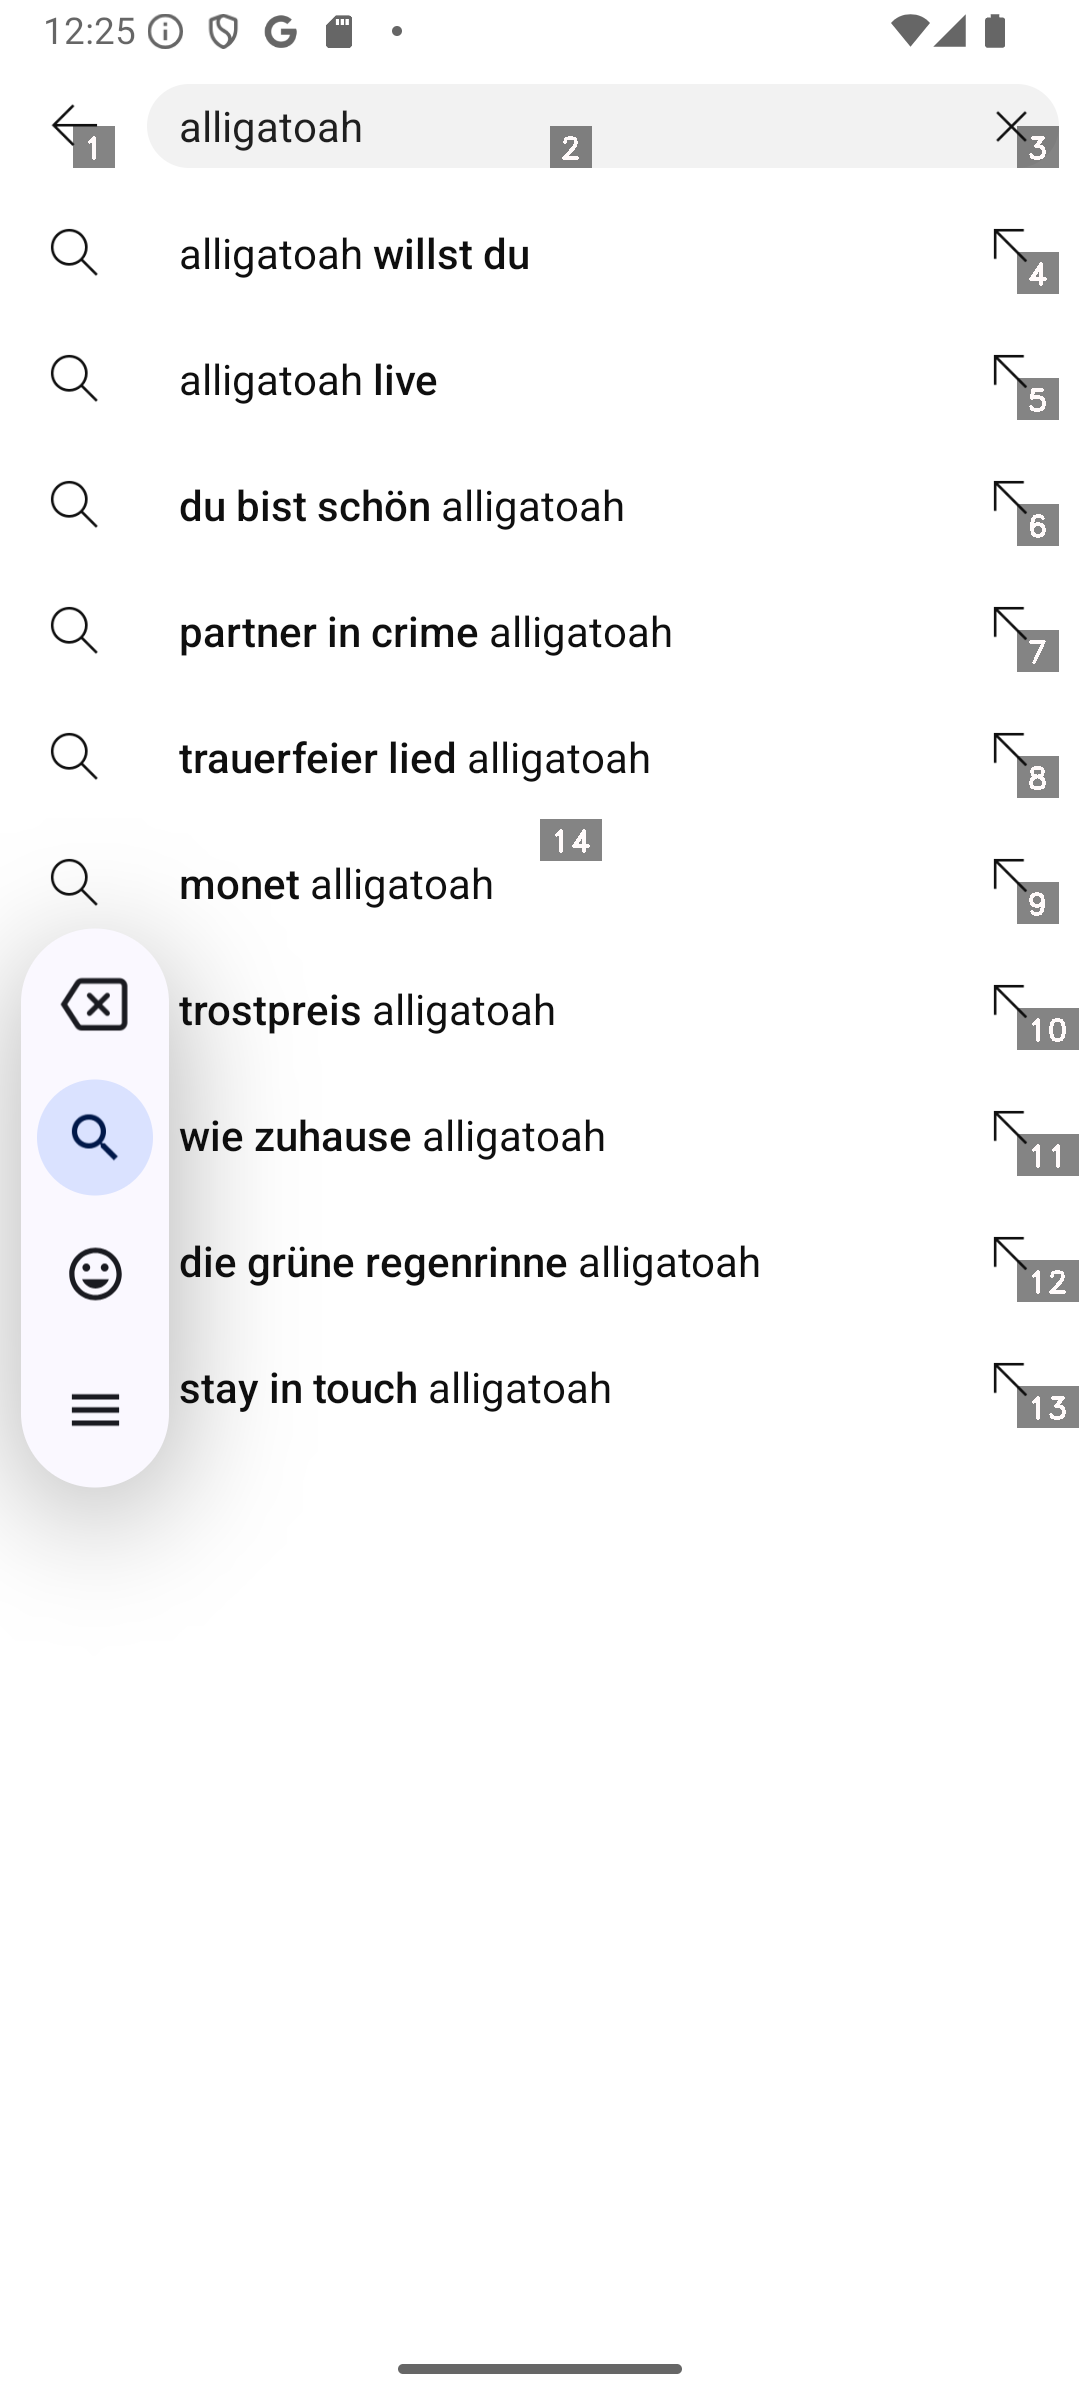 12:25
alligatoah
1
2
3
alligatoah willst du
4
alligatoah live
5
du bist schön alligatoah
6
partner in crime alligatoah
7
trauerfeier lied alligatoah
8
14
monet alligatoah
9
trostpreis alligatoah
10
wie zuhause alligatoah
11
die grüne regenrinne alligatoah
12
stay in touch alligatoah
13